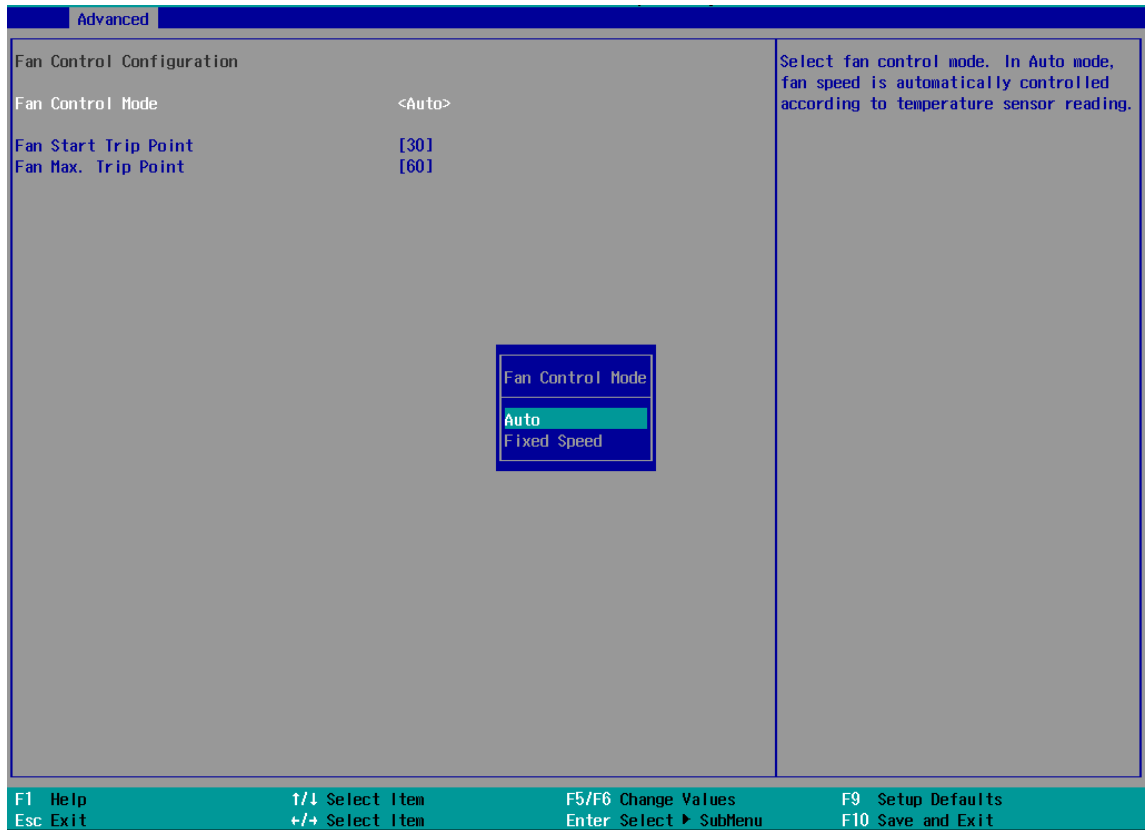 Advanced
Fan Control Configuration
Fan Control Mode <Auto>
Fan Start Trip Point [30]
Fan Max. Trip Point [60]
Select fan control mode. In Auto mode,
fan speed is automatically controlled
according to temperature sensor reading.
Fan Control Mode
Auto
Fixed Speed
F1 Help ↑/↓ Select Item F5/F6 Change Values F9 Setup Defaults
Esc Exit ←/→ Select Item Enter Select ▶ SubMenu F10 Save and Exit